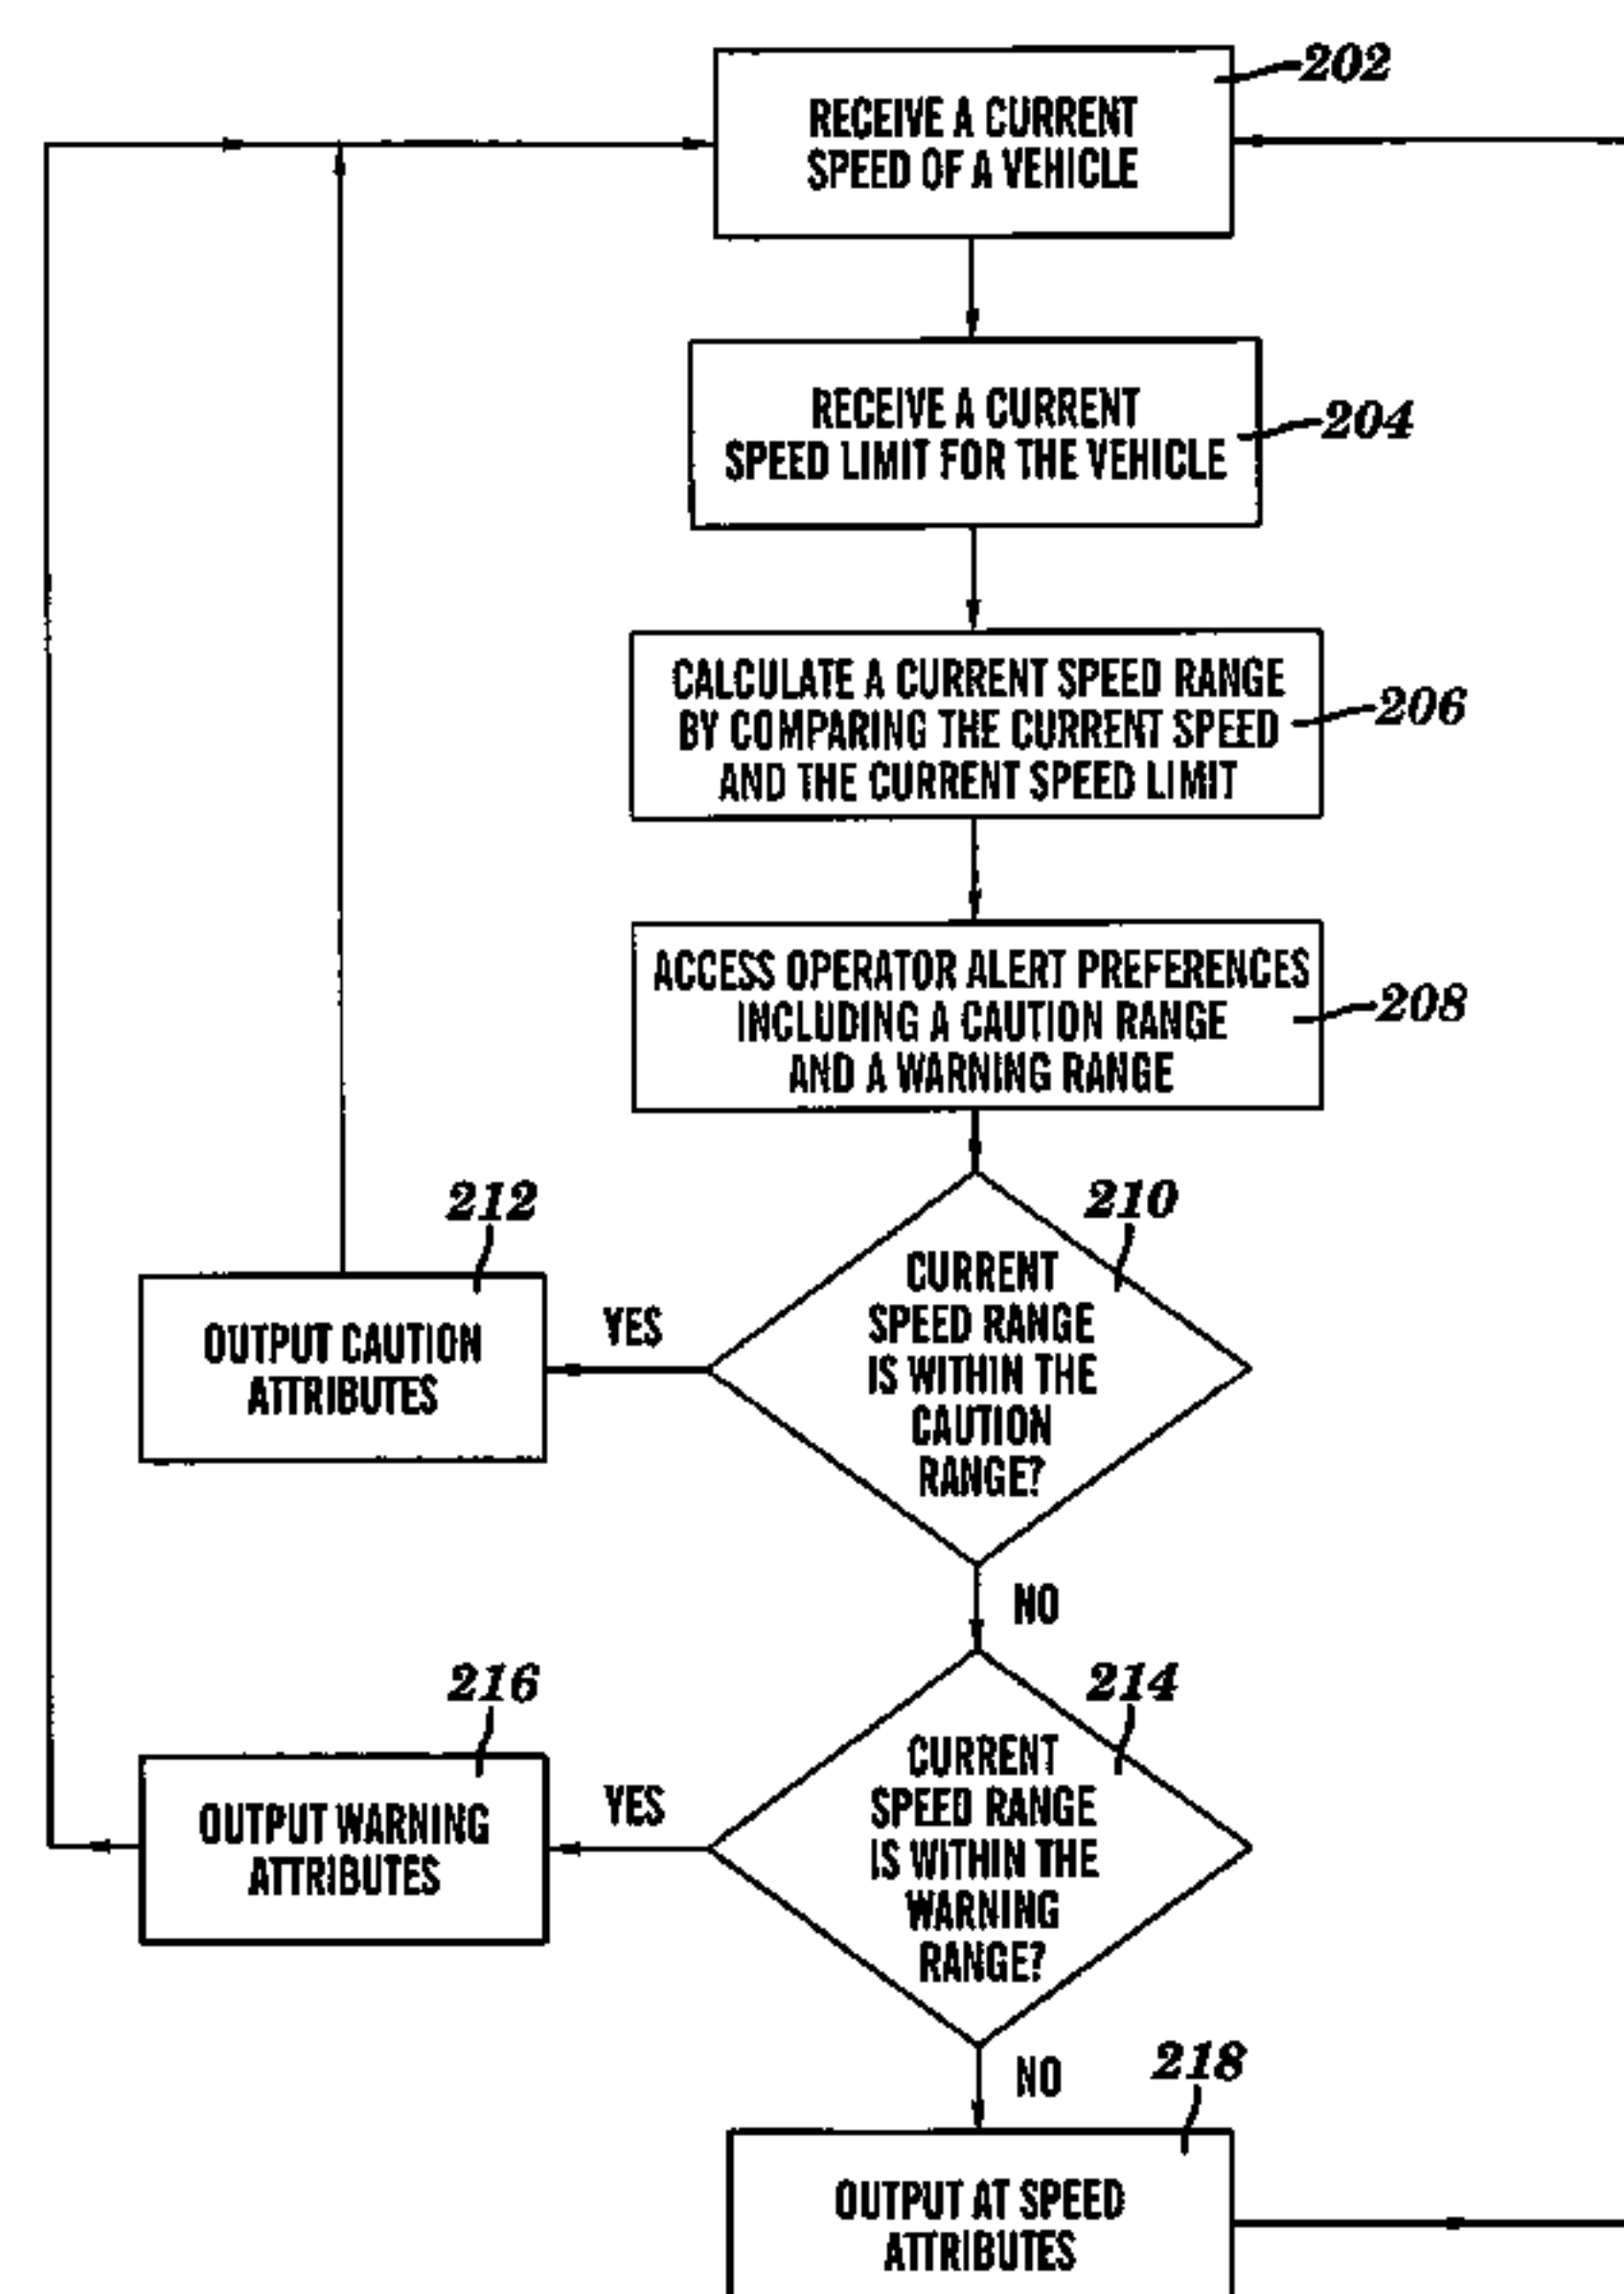 202
RECEIVE A CURRENT
SPEED OF A VEHICLE
RECEIVE A CURRENT
SPEED LIMIT FOR THE VEHICLE
204
CALCULATE A CURRENT SPEED RANGE
BY COMPARING THE CURRENT SPEED
AND THE CURRENT SPEED LIMIT
206
ACCESS OPERATOR ALERT PREFERENCES
INCLUDING A CAUTION RANGE
AND A WARNING RANGE
208
212
210
OUTPUT CAUTION
ATTRIBUTES
YES
CURRENT
SPEED RANGE
IS WITHIN THE
CAUTION
RANGE?
NO
216
214
OUTPUT WARNING
ATTRIBUTES
YES
CURRENT
SPEED RANGE
IS WITHIN THE
WARNING
RANGE?
NO
218
OUTPUT AT SPEED
ATTRIBUTES